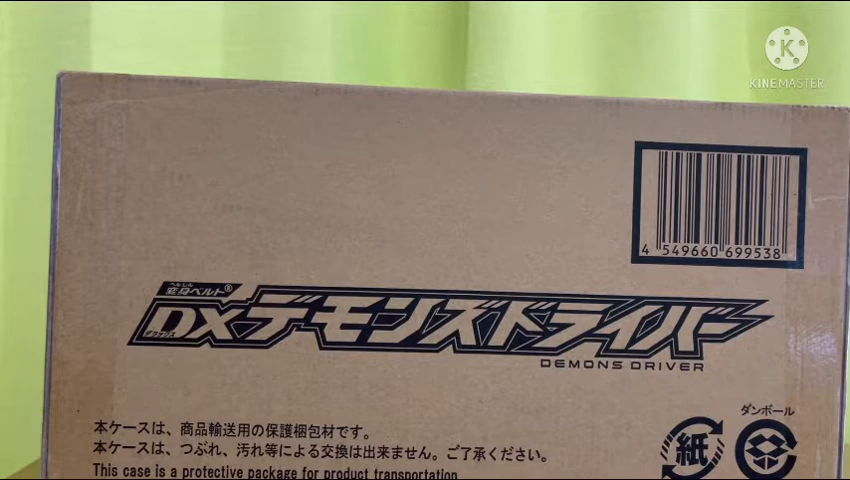 KINEMASTER
4 549660 699538
へんしん
変身ベルト®
DXデモンズドライバー
デラックス
DEMONS DRIVER
ダンボール
紙
本ケースは、商品輸送用の保護梱包材です。
本ケースは、つぶれ、汚れ等による交換は出来ません。ご了承ください。
This case is a protective package for product transportation.